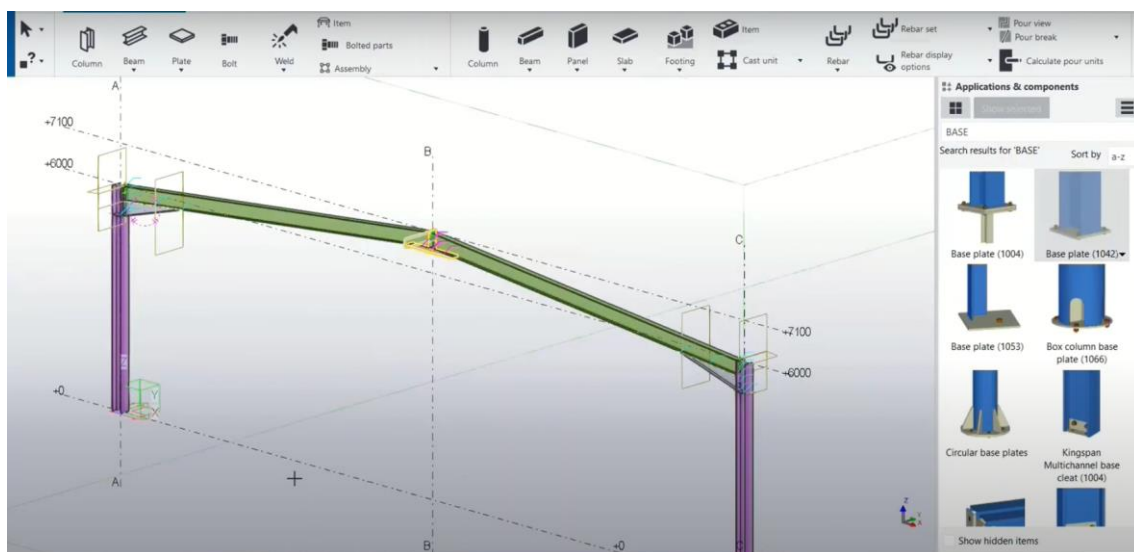 Column
Beam
Plate
Bolt
Weld
Item
Bolted parts
Assembly
Column
Beam
Panel
Slab
Footing
Item
Cast unit
Rebar
Rebar set
Rebar display
options
Pour view
Pour break
Calculate pour units
Applications & components
Show selected
BASE
Search results for 'BASE'
Sort by
a-z
Base plate (1004)
Base plate (1042)
Base plate (1053)
Box column base
plate (1066)
Circular base plates
Kingspan
Multichannel base
cleat (1004)
Show hidden items
A
+7100
+6000
B
C
+7100
+6000
+0
Y
X
A
Z
Y
X
B
+0
C